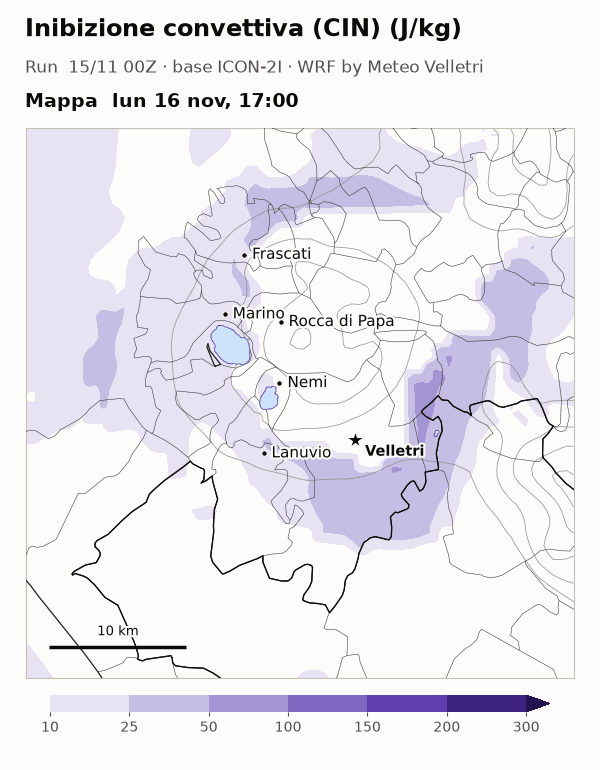 Inibizione convettiva (CIN) (J/kg)
Run  15/11 00Z · base ICON-2I · WRF by Meteo Velletri
Mappa  lun 16 nov, 17:00
Frascati
Marino
Rocca di Papa
Nemi
Velletri
Lanuvio
10 km
10 25 50 100 150 200 300